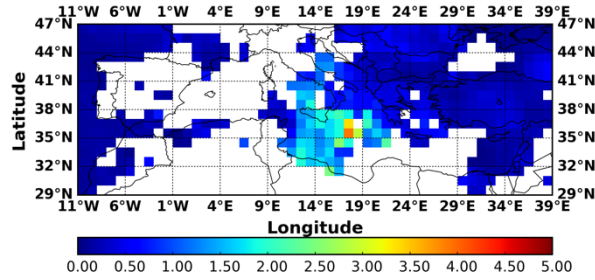 11°W 6°W 1°W 4°E 9°E 14°E 19°E 24°E 29°E 34°E 39°E
47°N 47°N
44°N 44°N
41°N 41°N
38°N 38°N
35°N 35°N
32°N 32°N
29°N 29°N
Latitude
11°W 6°W 1°W 4°E 9°E 14°E 19°E 24°E 29°E 34°E 39°E
Longitude
0.00 0.50 1.00 1.50 2.00 2.50 3.00 3.50 4.00 4.50 5.00